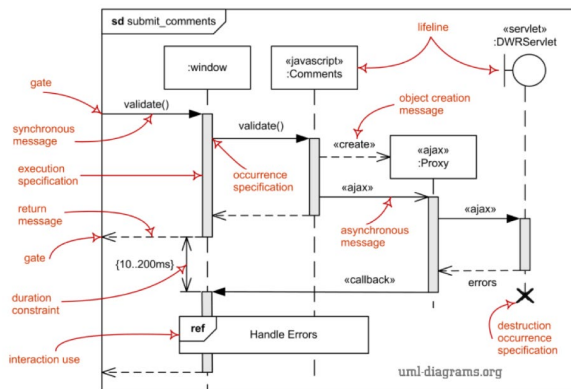 sd submit_comments
lifeline
«servlet»
:DWRServlet
:window
«javascript»
:Comments
gate
validate()
object creation
message
synchronous
message
validate()
«create»
«ajax»
:Proxy
execution
specification
occurrence
specification
«ajax»
«ajax»
return
message
asynchronous
message
gate
{10..200ms}
«callback»
errors
duration
constraint
ref
Handle Errors
destruction
occurrence
specification
interaction use
uml-diagrams.org